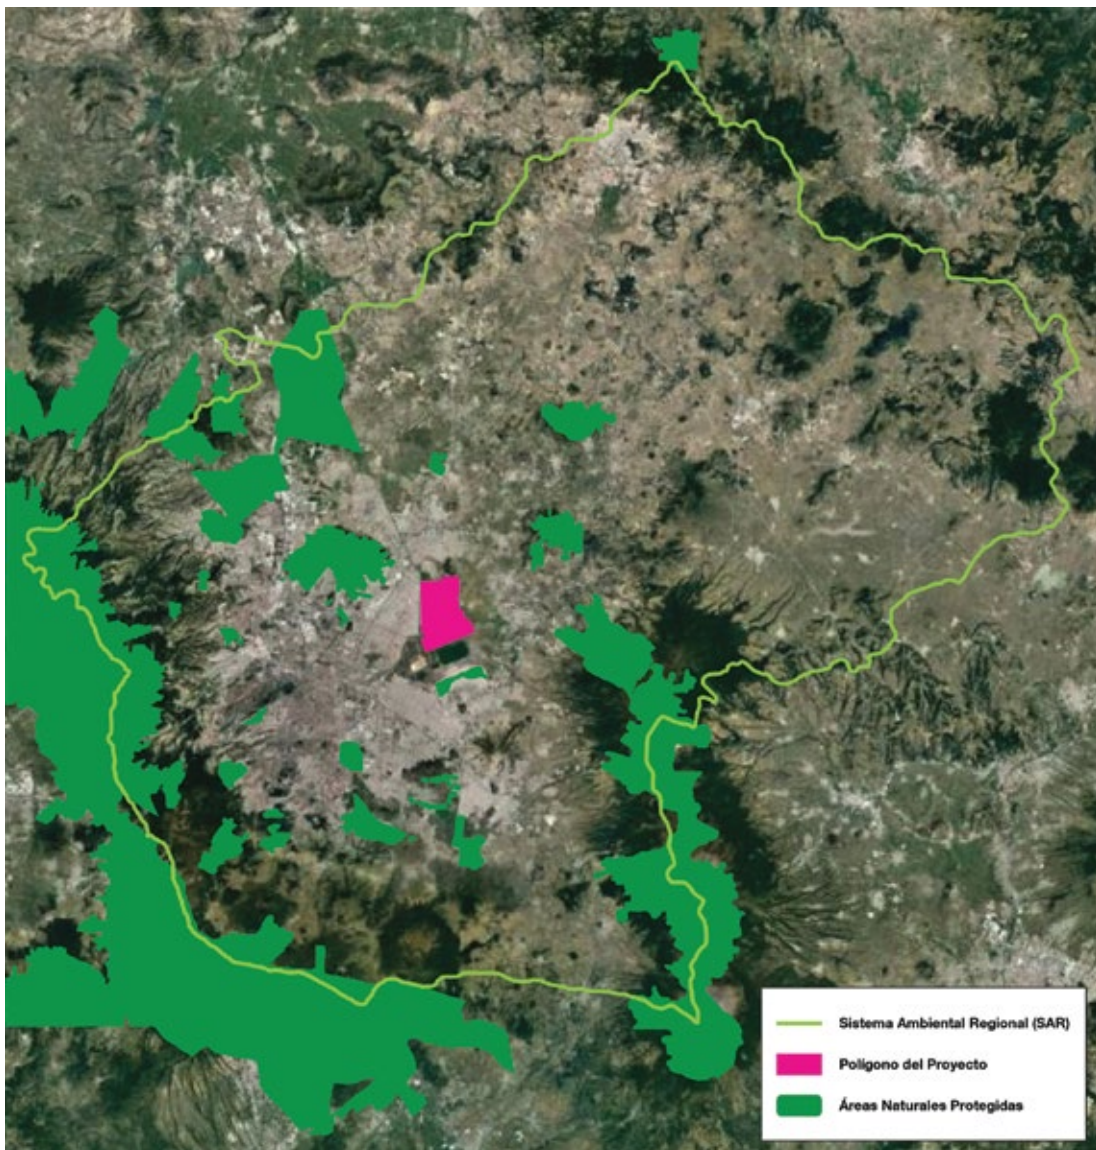 Sistema Ambiental Regional (SAR)
Polígono del Proyecto
Áreas Naturales Protegidas